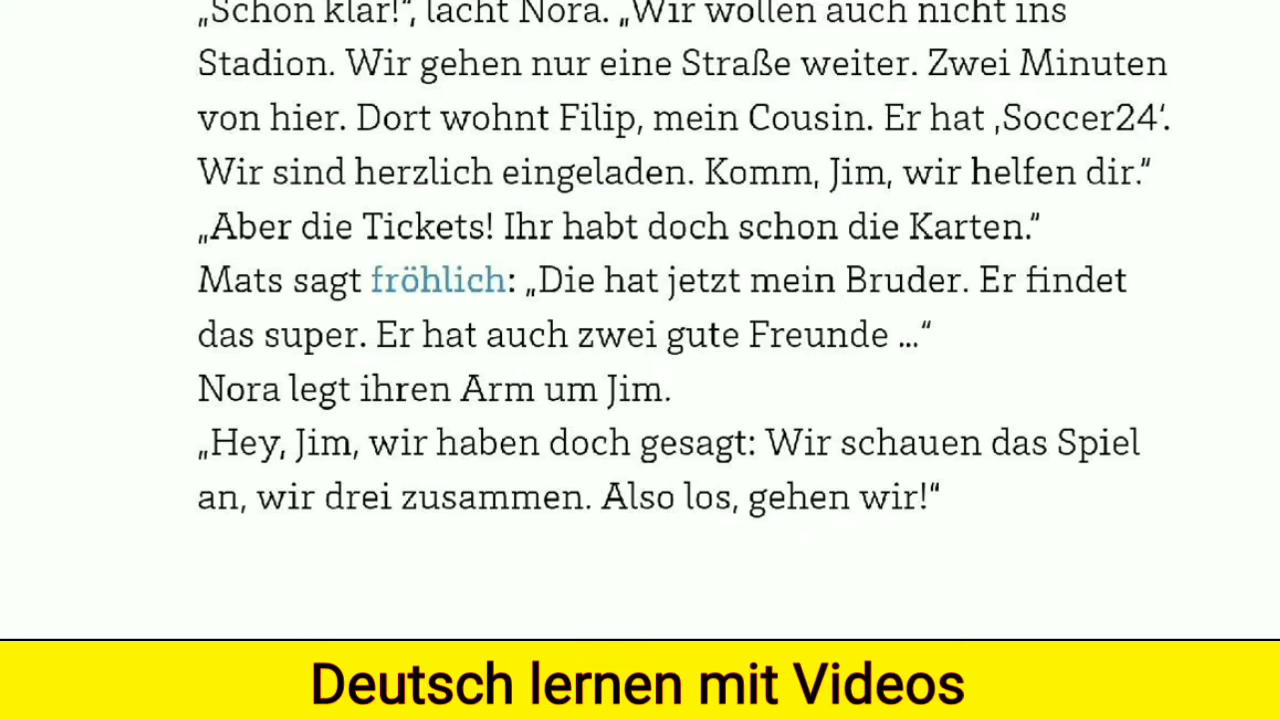 „Schon klar!“, lacht Nora. „Wir wollen auch nicht ins
Stadion. Wir gehen nur eine Straße weiter. Zwei Minuten
von hier. Dort wohnt Filip, mein Cousin. Er hat ‚Soccer24‘.
Wir sind herzlich eingeladen. Komm, Jim, wir helfen dir.“
„Aber die Tickets! Ihr habt doch schon die Karten.“
Mats sagt fröhlich: „Die hat jetzt mein Bruder. Er findet
das super. Er hat auch zwei gute Freunde ...“
Nora legt ihren Arm um Jim.
„Hey, Jim, wir haben doch gesagt: Wir schauen das Spiel
an, wir drei zusammen. Also los, gehen wir!“
Deutsch lernen mit Videos